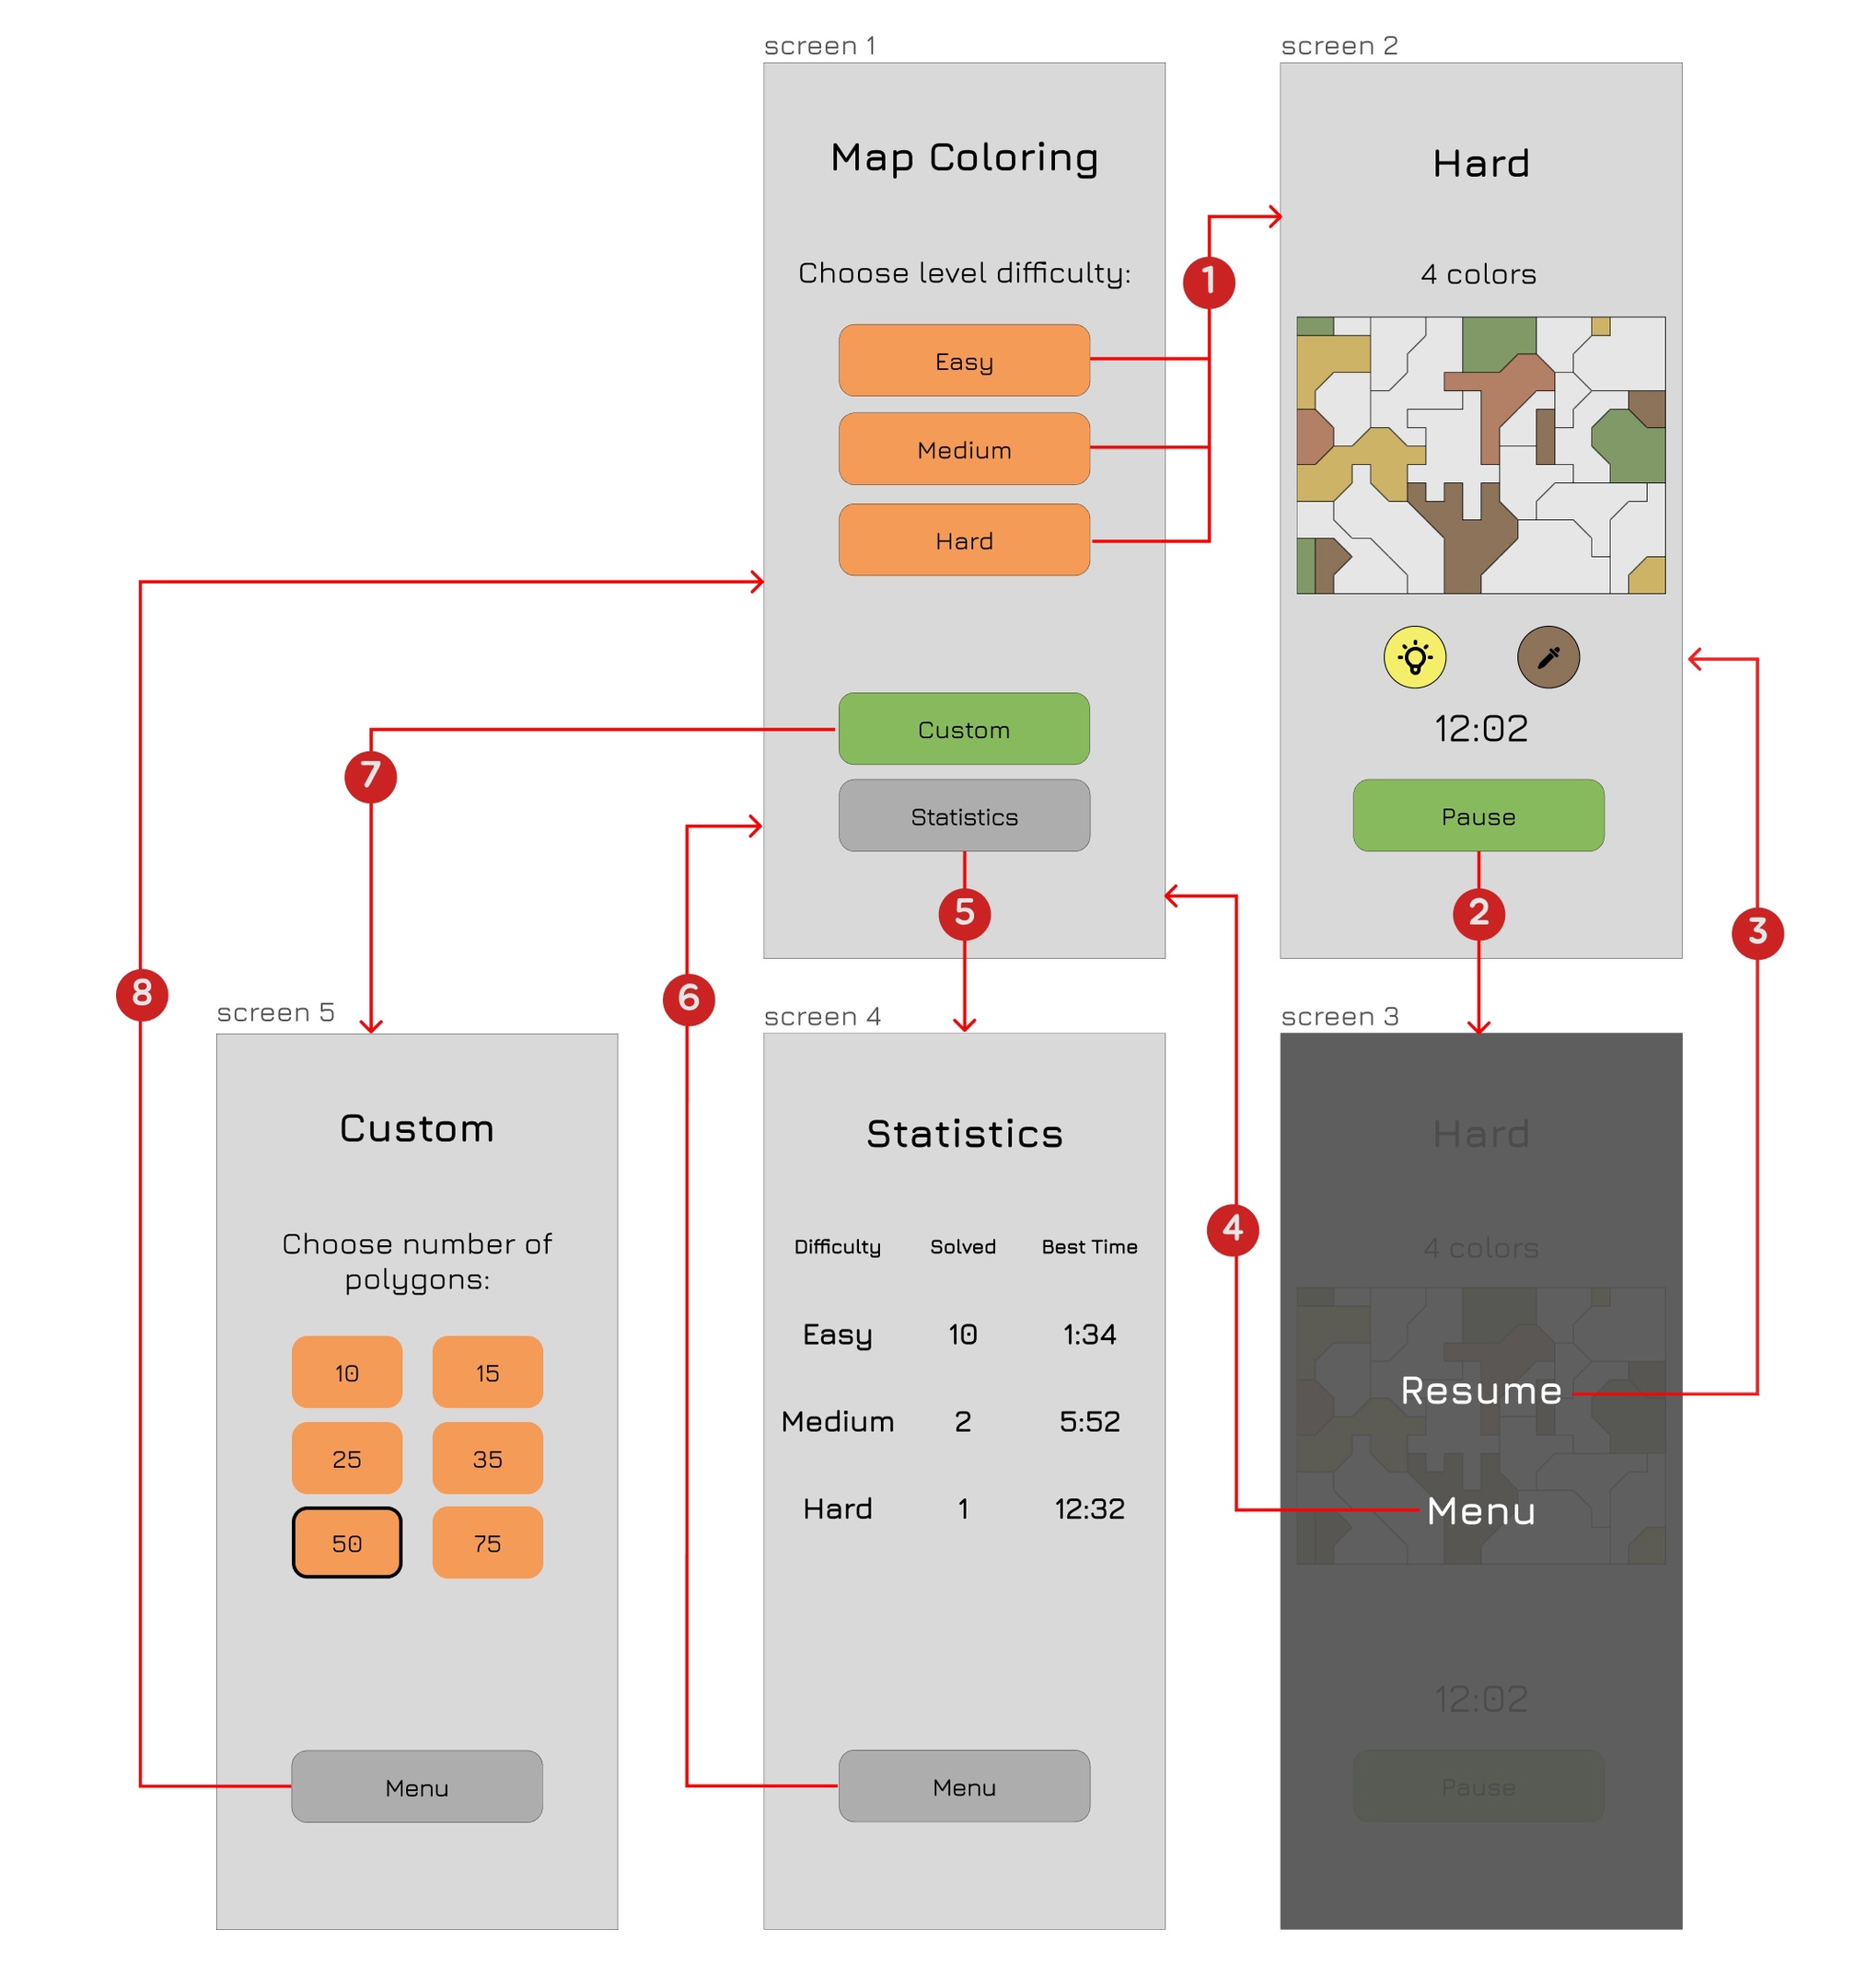 screen 1
Map Coloring
Choose level difficulty:
Easy
Medium
Hard
Custom
Statistics
screen 2
Hard
4 colors
12:02
Pause
1
2
3
4
5
6
7
8
screen 5
Custom
Choose number of
polygons:
10 15
25 35
50 75
Menu
screen 4
Statistics
Difficulty Solved Best Time
Easy 10 1:34
Medium 2 5:52
Hard 1 12:32
Menu
screen 3
Hard
4 colors
Resume
Menu
12:02
Pause